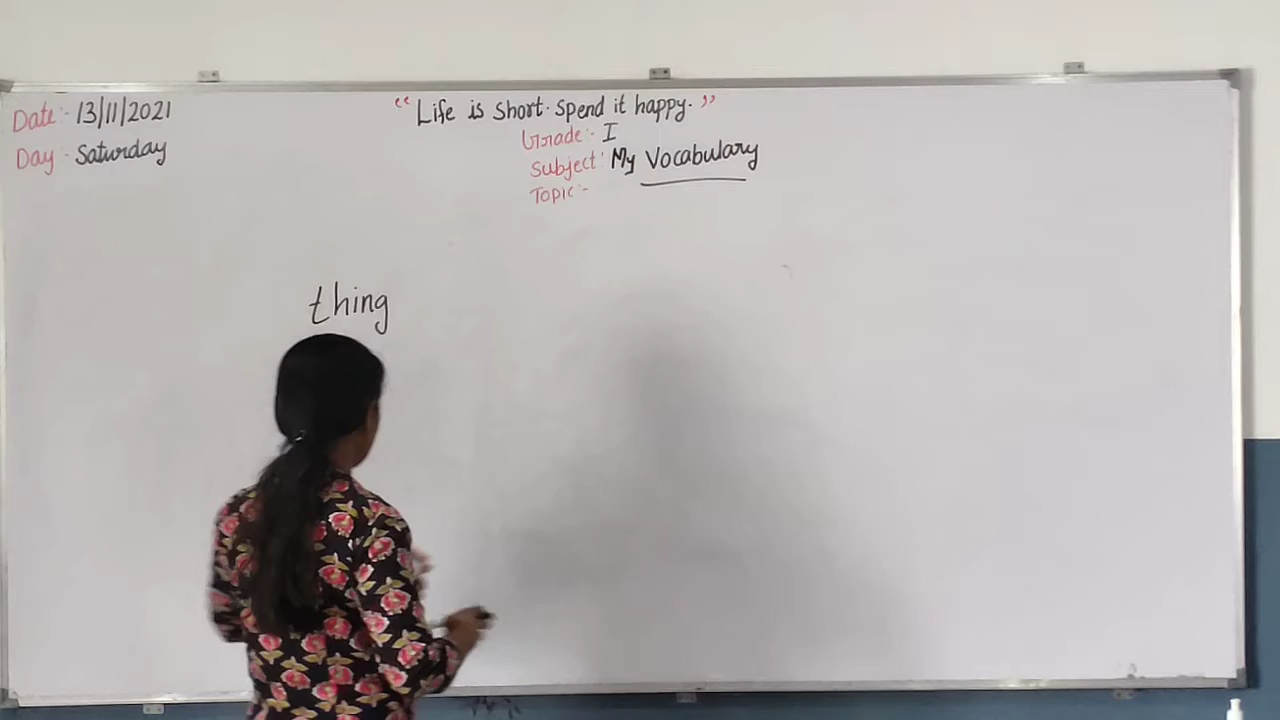 Date:- 13/11/2021
Day:- Saturday
“Life is short. spend it happy.”
Grade:- I
Subject: My Vocabulary
Topic:-
thing